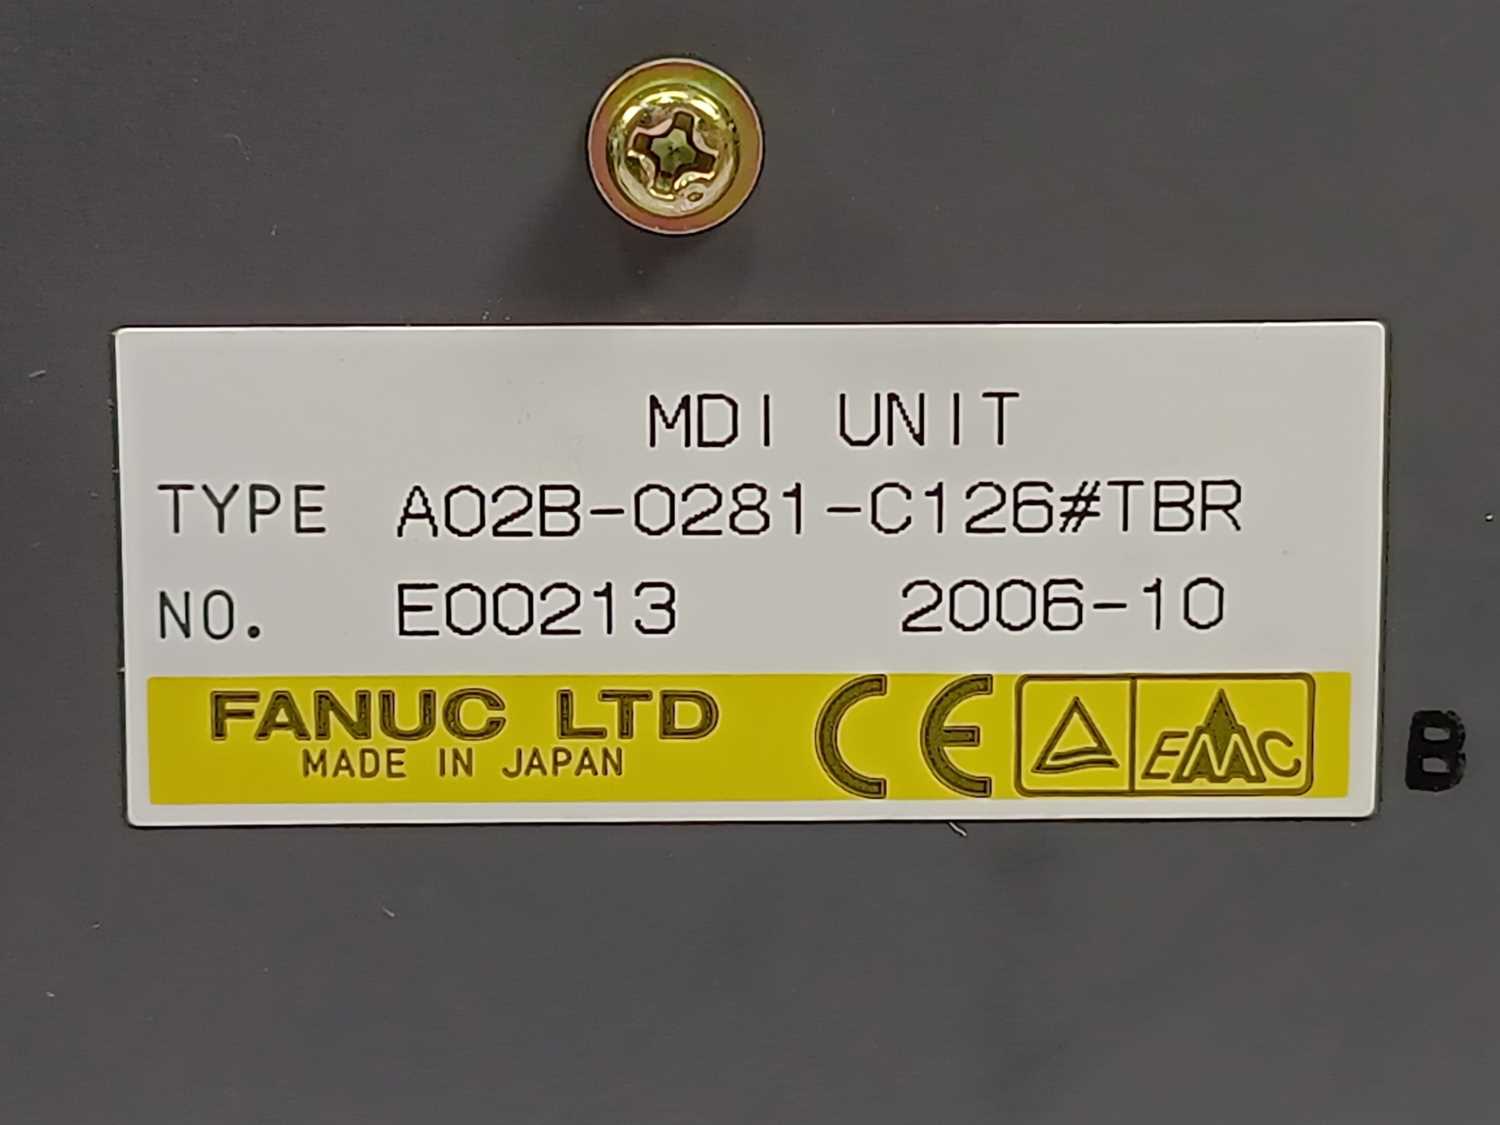 MDI UNIT
TYPE A02B-0281-C126#TBR
NO. E00213 2006-10
FANUC LTD
MADE IN JAPAN
CE
EMC
B